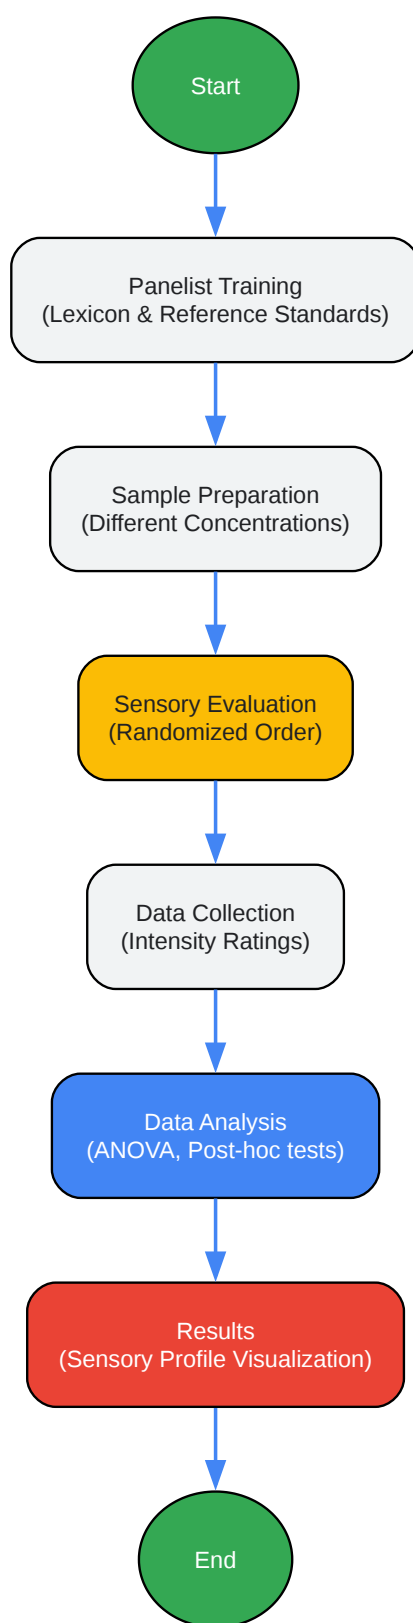 Start
Panelist Training
(Lexicon & Reference Standards)
Sample Preparation
(Different Concentrations)
Sensory Evaluation
(Randomized Order)
Data Collection
(Intensity Ratings)
Data Analysis
(ANOVA, Post-hoc tests)
Results
(Sensory Profile Visualization)
End